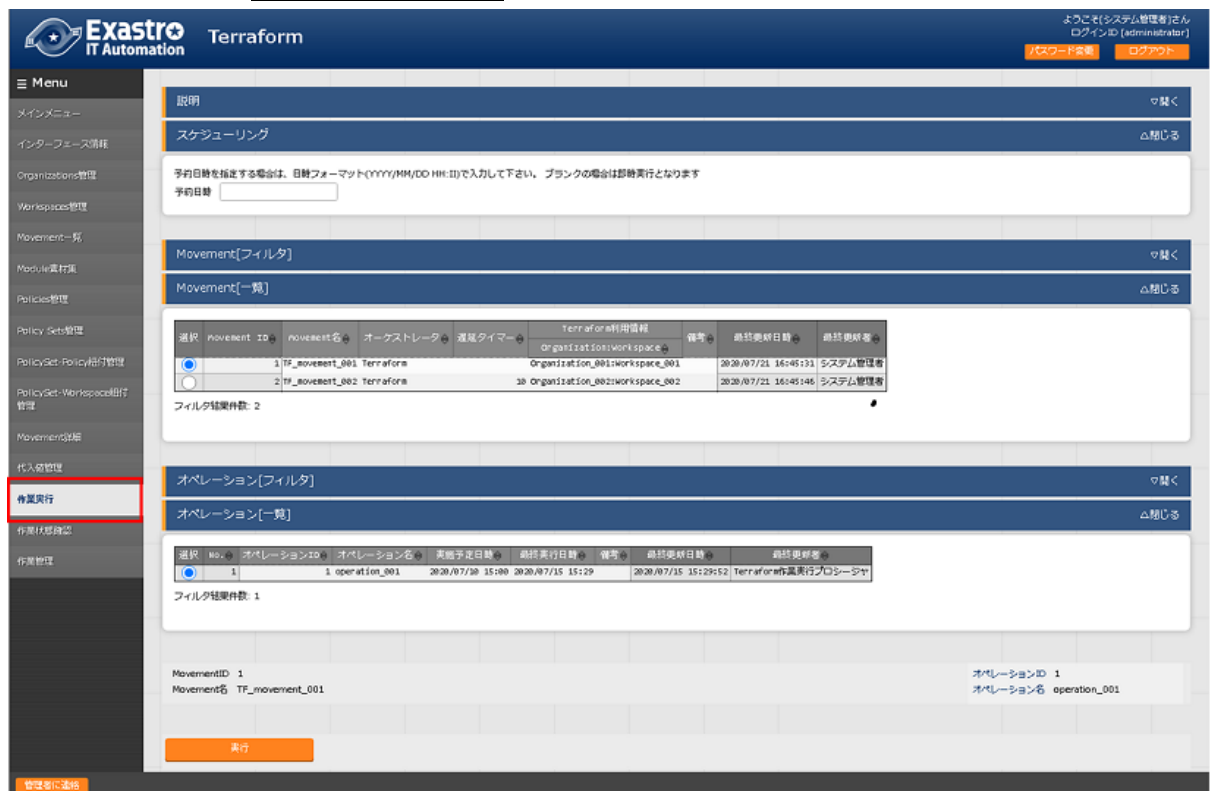 Exastro
IT Automation
Terraform
ようこそ[システム管理者]さん
ログインID [administrator]
パスワード変更
ログアウト
Menu
メインメニュー
インターフェース情報
Organizations管理
Workspaces管理
Movement一覧
Module素材集
Policies管理
Policy Sets管理
PolicySet-Policy紐付管理
PolicySet-Workspace紐付
管理
Movement詳細
代入値管理
作業実行
作業状態確認
作業管理
説明
▽開く
スケジューリング
△閉じる
予約日時を指定する場合は、日時フォーマット(YYYY/MM/DD HH:II)で入力して下さい。 ブランクの場合は即時実行となります
予約日時
Movement[フィルタ]
▽開く
Movement[一覧]
△閉じる
選択 movement ID movement名 オーケストレータ 遅延タイマー Terraform利用情報 備考 最終更新日時 最終更新者
Organization:Workspace
1 TF_movement_001 Terraform Organization_001:Workspace_001 2020/07/21 16:45:31 システム管理者
2 TF_movement_002 Terraform 10 Organization_002:Workspace_002 2020/07/21 16:45:46 システム管理者
フィルタ結果件数: 2
オペレーション[フィルタ]
▽開く
オペレーション[一覧]
△閉じる
選択 No. オペレーションID オペレーション名 実施予定日時 最終実行日時 備考 最終更新日時 最終更新者
1 1 operation_001 2020/07/10 15:00 2020/07/15 15:29 2020/07/15 15:29:52 Terraform作業実行プロシージャ
フィルタ結果件数: 1
MovementID 1
Movement名 TF_movement_001
オペレーションID 1
オペレーション名 operation_001
実行
管理者に連絡